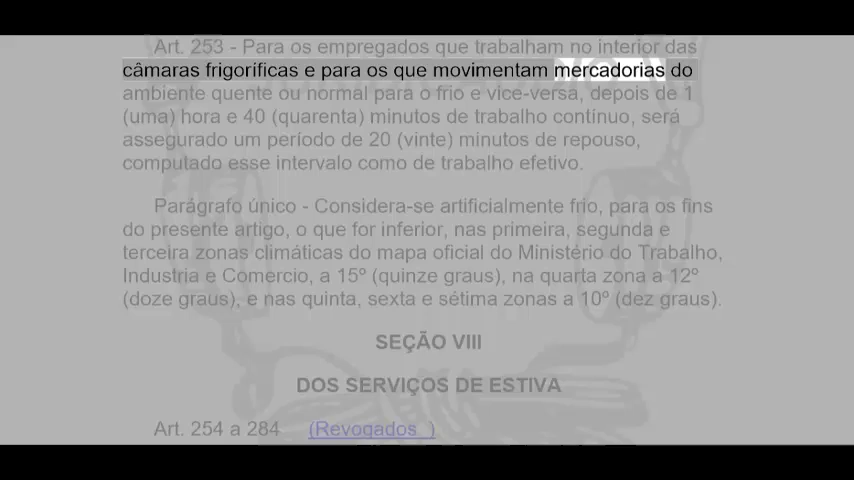 Art. 253 - Para os empregados que trabalham no interior das
câmaras frigoríficas e para os que movimentam mercadorias do
ambiente quente ou normal para o frio e vice-versa, depois de 1
(uma) hora e 40 (quarenta) minutos de trabalho contínuo, será
assegurado um período de 20 (vinte) minutos de repouso,
computado esse intervalo como de trabalho efetivo.
Parágrafo único - Considera-se artificialmente frio, para os fins
do presente artigo, o que for inferior, nas primeira, segunda e
terceira zonas climáticas do mapa oficial do Ministério do Trabalho,
Industria e Comercio, a 15º (quinze graus), na quarta zona a 12º
(doze graus), e nas quinta, sexta e sétima zonas a 10º (dez graus).
SEÇÃO VIII
DOS SERVIÇOS DE ESTIVA
Art. 254 a 284 (Revogados )